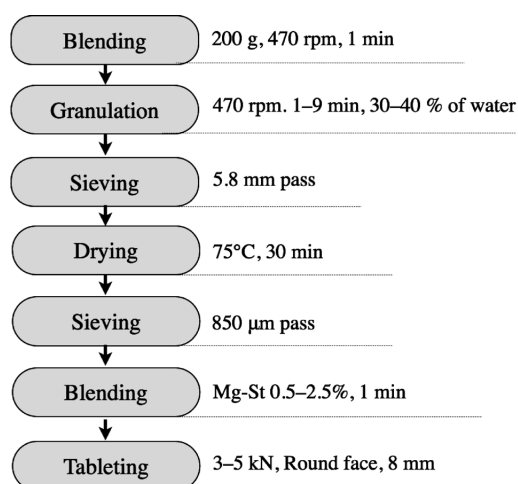 Blending 200 g, 470 rpm, 1 min
Granulation 470 rpm. 1–9 min, 30–40 % of water
Sieving 5.8 mm pass
Drying 75°C, 30 min
Sieving 850 μm pass
Blending Mg-St 0.5–2.5%, 1 min
Tableting 3–5 kN, Round face, 8 mm